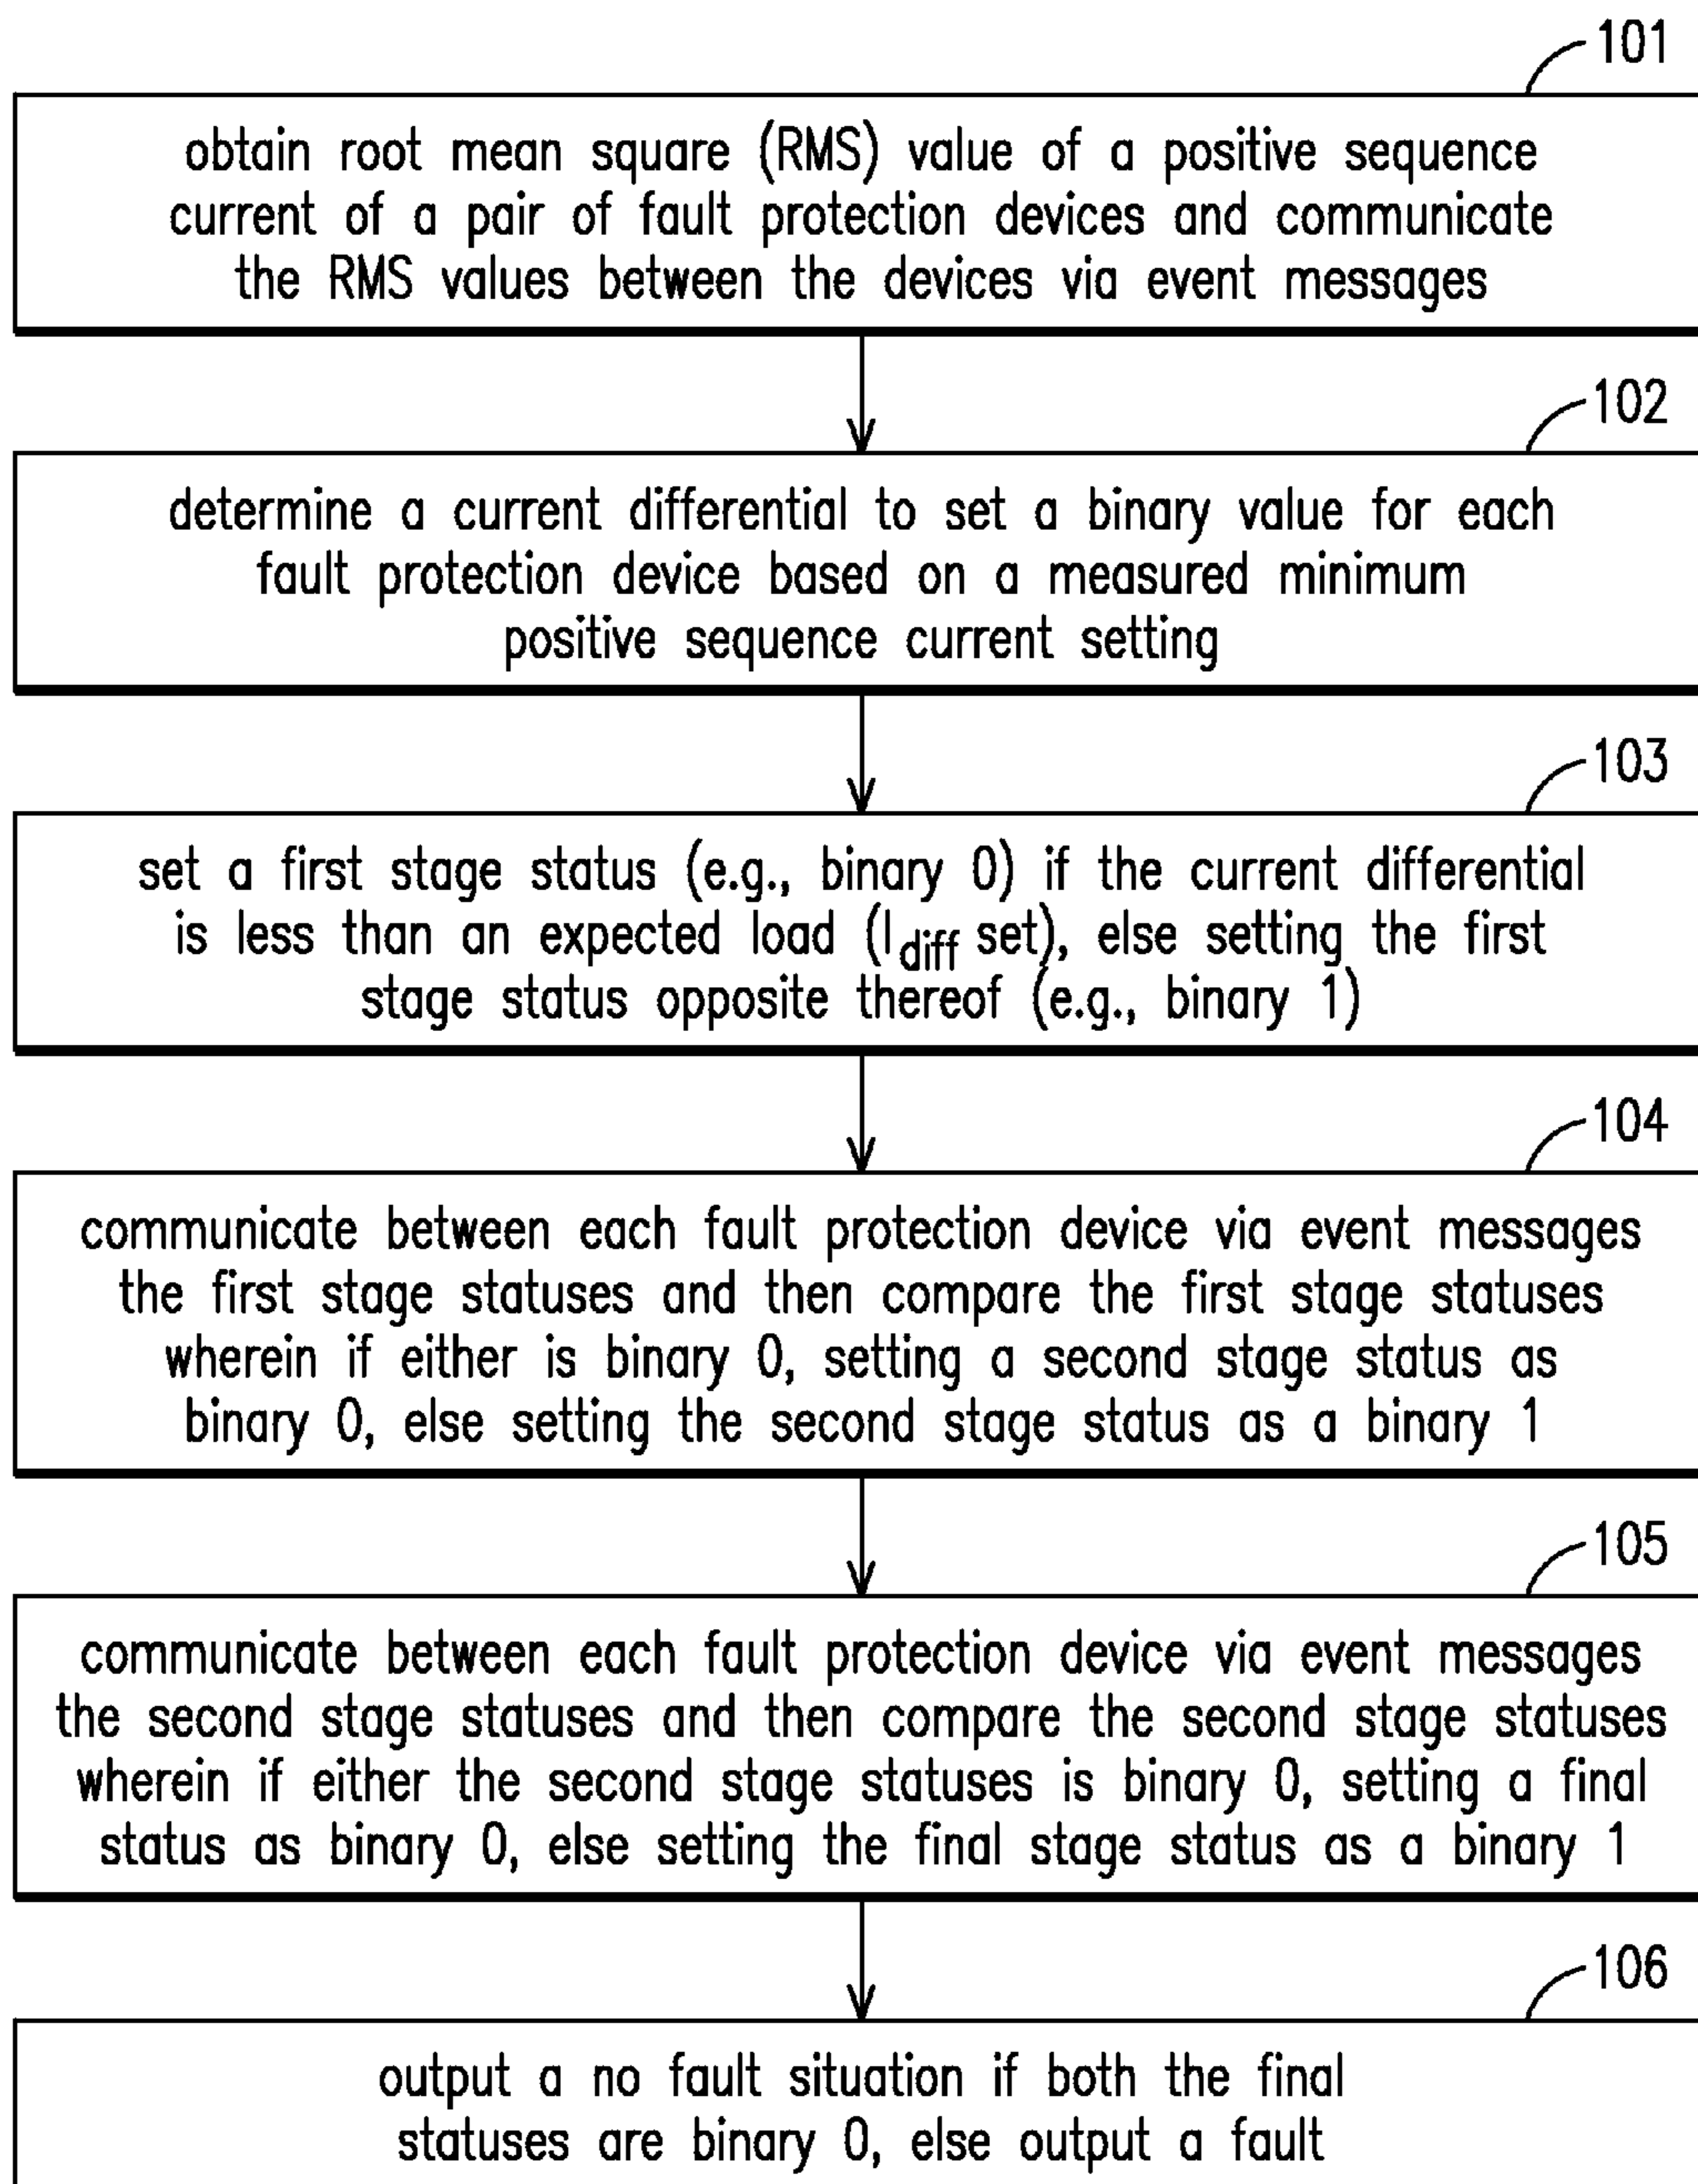 101
obtain root mean square (RMS) value of a positive sequence
current of a pair of fault protection devices and communicate
the RMS values between the devices via event messages
102
determine a current differential to set a binary value for each
fault protection device based on a measured minimum
positive sequence current setting
103
set a first stage status (e.g., binary 0) if the current differential
is less than an expected load (Idiff set), else setting the first
stage status opposite thereof (e.g., binary 1)
104
communicate between each fault protection device via event messages
the first stage statuses and then compare the first stage statuses
wherein if either is binary 0, setting a second stage status as
binary 0, else setting the second stage status as a binary 1
105
communicate between each fault protection device via event messages
the second stage statuses and then compare the second stage statuses
wherein if either the second stage statuses is binary 0, setting a final
status as binary 0, else setting the final stage status as a binary 1
106
output a no fault situation if both the final
statuses are binary 0, else output a fault